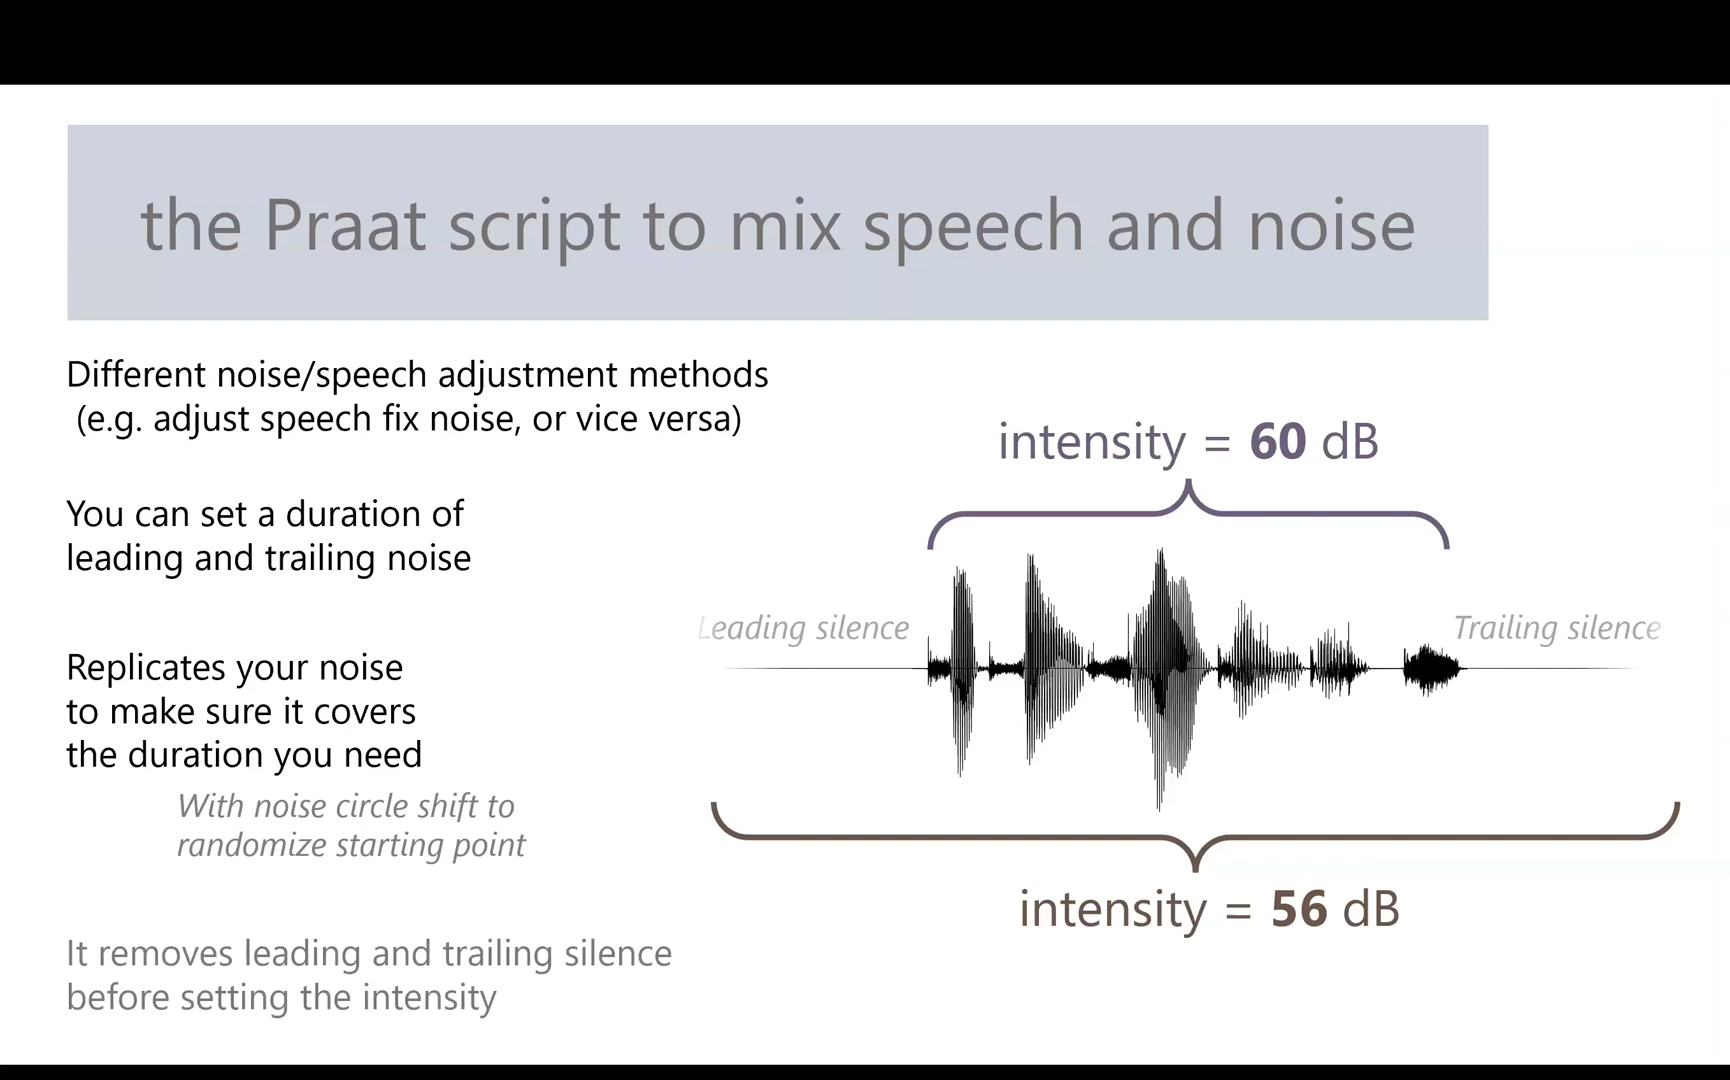 the Praat script to mix speech and noise
Different noise/speech adjustment methods
(e.g. adjust speech fix noise, or vice versa)
You can set a duration of
leading and trailing noise
Replicates your noise
to make sure it covers
the duration you need
With noise circle shift to
randomize starting point
It removes leading and trailing silence
before setting the intensity
intensity = 60 dB
Leading silence
Trailing silence
intensity = 56 dB